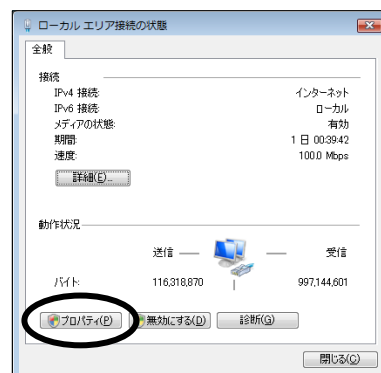 ローカル エリア接続の状態
全般
接続
IPv4 接続: インターネット
IPv6 接続: ローカル
メディアの状態: 有効
期間: 1 日 00:39:42
速度: 100.0 Mbps
詳細(E)...
動作状況
送信 — 受信
バイト: 116,318,870 | 997,144,601
プロパティ(P) 無効にする(D) 診断(G)
閉じる(C)